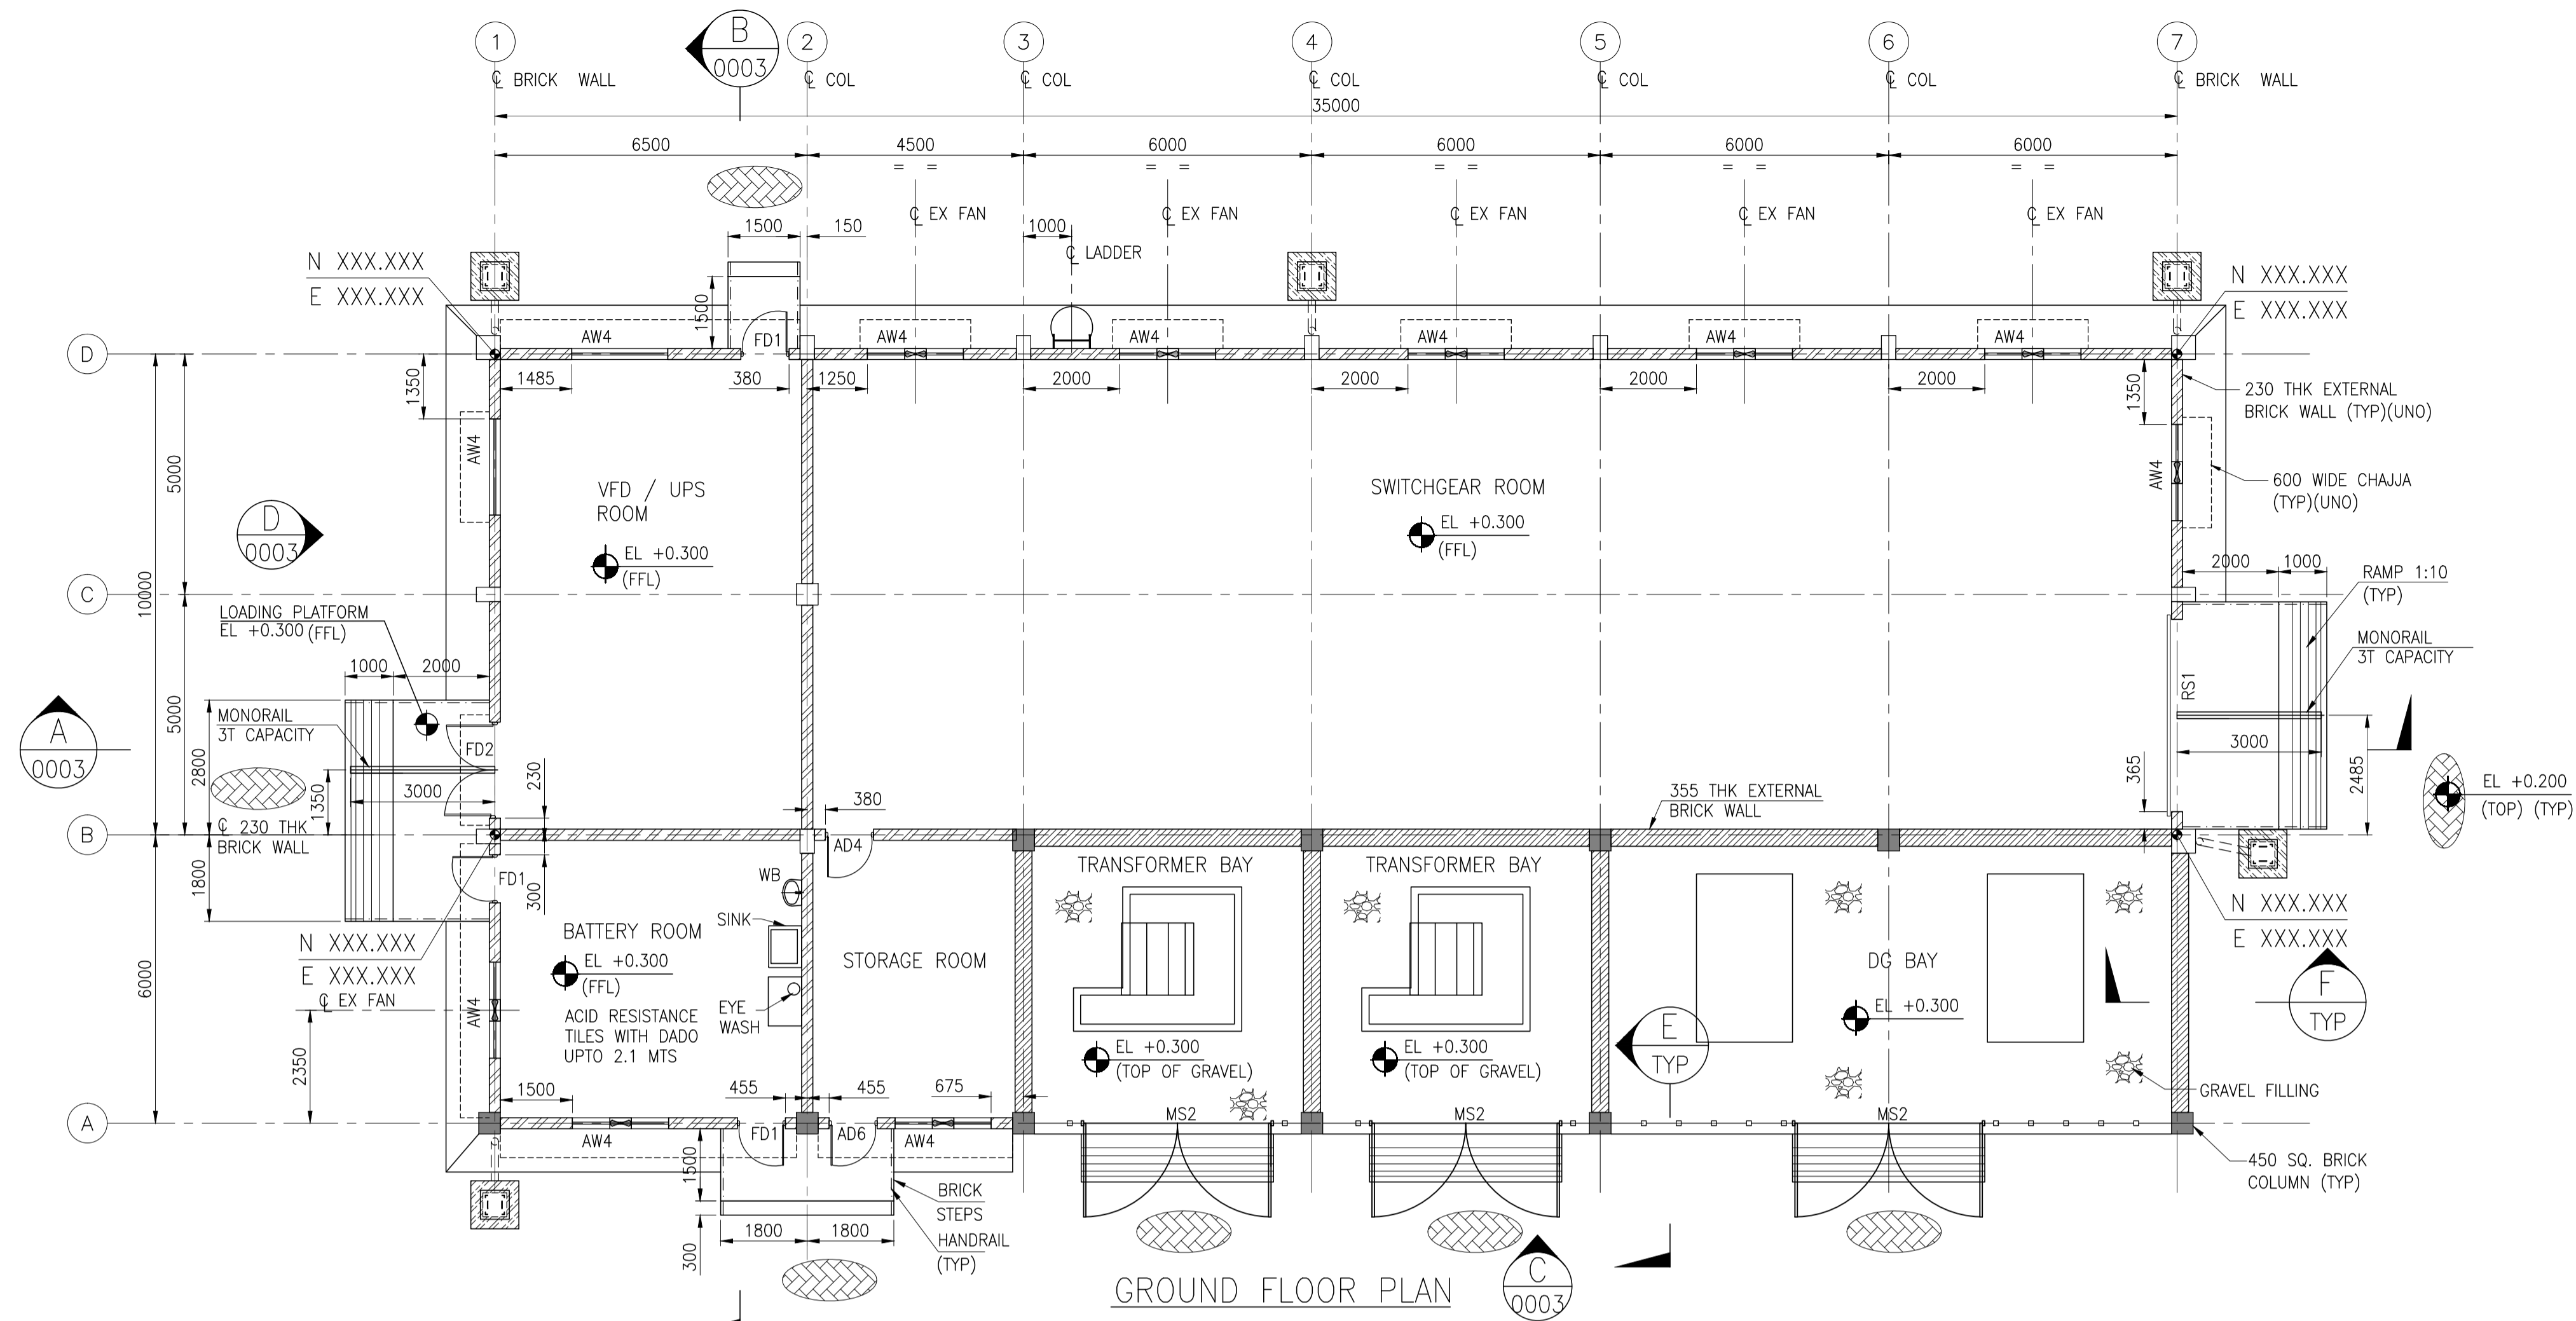 1
B
0003
2
3
4
5
6
7
℄ BRICK WALL
℄ COL
℄ COL
℄ COL
℄ COL
℄ COL
℄ BRICK WALL
35000
6500
4500
6000
6000
6000
6000
= =
= =
= =
= =
= =
℄ EX FAN
℄ EX FAN
℄ EX FAN
℄ EX FAN
℄ EX FAN
1500
150
1000
℄ LADDER
N XXX.XXX
E XXX.XXX
N XXX.XXX
E XXX.XXX
1500
AW4
FD1
AW4
AW4
AW4
AW4
AW4
D
1350
1485
380
1250
2000
2000
2000
2000
1350
230 THK EXTERNAL
BRICK WALL (TYP)(UNO)
AW4
AW4
600 WIDE CHAJJA
(TYP)(UNO)
5000
10000
D
0003
VFD / UPS
ROOM
EL +0.300
(FFL)
SWITCHGEAR ROOM
EL +0.300
(FFL)
2000
1000
RAMP 1:10
(TYP)
C
LOADING PLATFORM
EL +0.300 (FFL)
MONORAIL
3T CAPACITY
1000
2000
5000
2800
RS1
A
0003
MONORAIL
3T CAPACITY
FD2
3000
1350
230
380
3000
365
2485
EL +0.200
(TOP) (TYP)
355 THK EXTERNAL
BRICK WALL
B
℄ 230 THK
BRICK WALL
AD4
1800
FD1
300
WB
TRANSFORMER BAY
TRANSFORMER BAY
SINK
N XXX.XXX
E XXX.XXX
BATTERY ROOM
EL +0.300
(FFL)
STORAGE ROOM
DG BAY
EL +0.300
N XXX.XXX
E XXX.XXX
6000
℄ EX FAN
AW4
ACID RESISTANCE
TILES WITH DADO
UPTO 2.1 MTS
EYE
WASH
E
TYP
F
TYP
2350
EL +0.300
(TOP OF GRAVEL)
EL +0.300
(TOP OF GRAVEL)
GRAVEL FILLING
1500
455
455
675
A
MS2
MS2
MS2
AW4
FD1
AD6
AW4
1500
300
1800
1800
BRICK
STEPS
HANDRAIL
(TYP)
450 SQ. BRICK
COLUMN (TYP)
C
0003
GROUND FLOOR PLAN